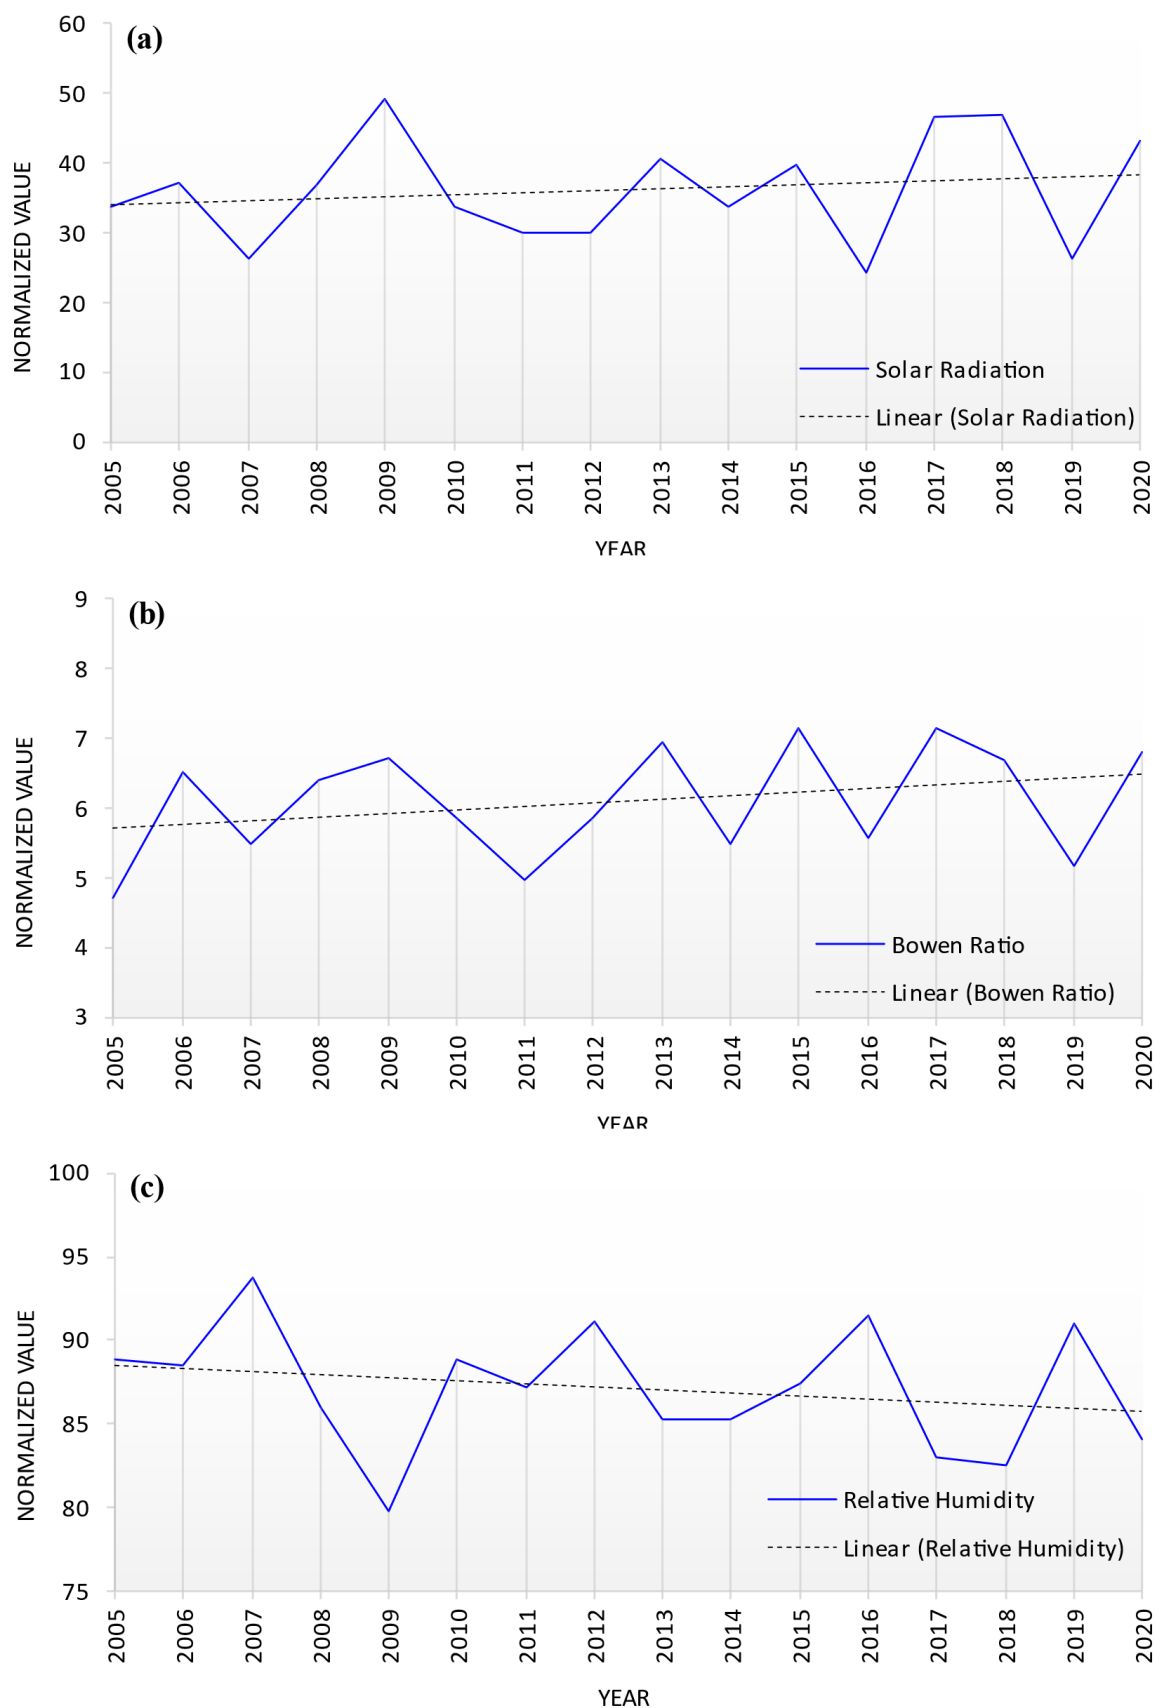 (a)
60
50
40
30
20
10
0
NORMALIZED VALUE
Solar Radiation
Linear (Solar Radiation)
2005 2006 2007 2008 2009 2010 2011 2012 2013 2014 2015 2016 2017 2018 2019 2020
YEAR
(b)
9
8
7
6
5
4
3
NORMALIZED VALUE
Bowen Ratio
Linear (Bowen Ratio)
2005 2006 2007 2008 2009 2010 2011 2012 2013 2014 2015 2016 2017 2018 2019 2020
YEAR
(c)
100
95
90
85
80
75
NORMALIZED VALUE
Relative Humidity
Linear (Relative Humidity)
2005 2006 2007 2008 2009 2010 2011 2012 2013 2014 2015 2016 2017 2018 2019 2020
YEAR